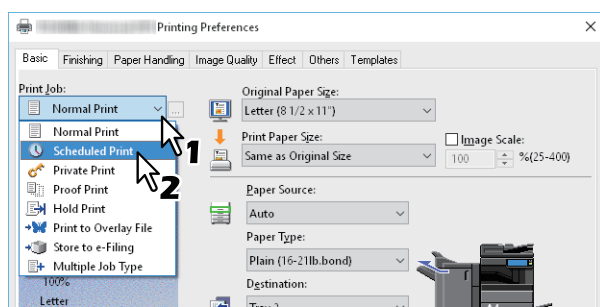 Printing Preferences
Basic Finishing Paper Handling Image Quality Effect Others Templates
Print Job:
Normal Print
...
Normal Print
Scheduled Print
Private Print
Proof Print
Hold Print
Print to Overlay File
Store to e-Filing
Multiple Job Type
100%
Letter
1
2
Original Paper Size:
Letter (8 1/2 x 11")
Print Paper Size:
Same as Original Size
Image Scale:
100 %(25-400)
Paper Source:
Auto
Paper Type:
Plain (16-21lb.bond)
Destination:
Tray 2